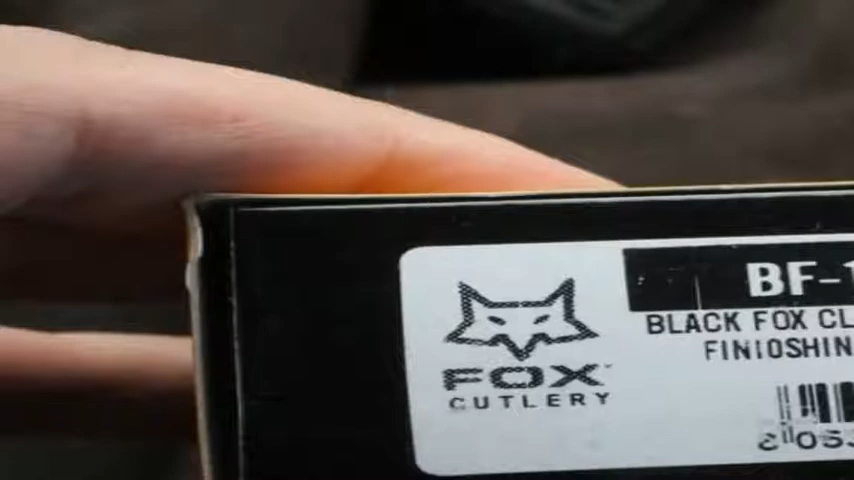 BF-1
BLACK FOX CL
FINIOSHIN
FOX
CUTLERY